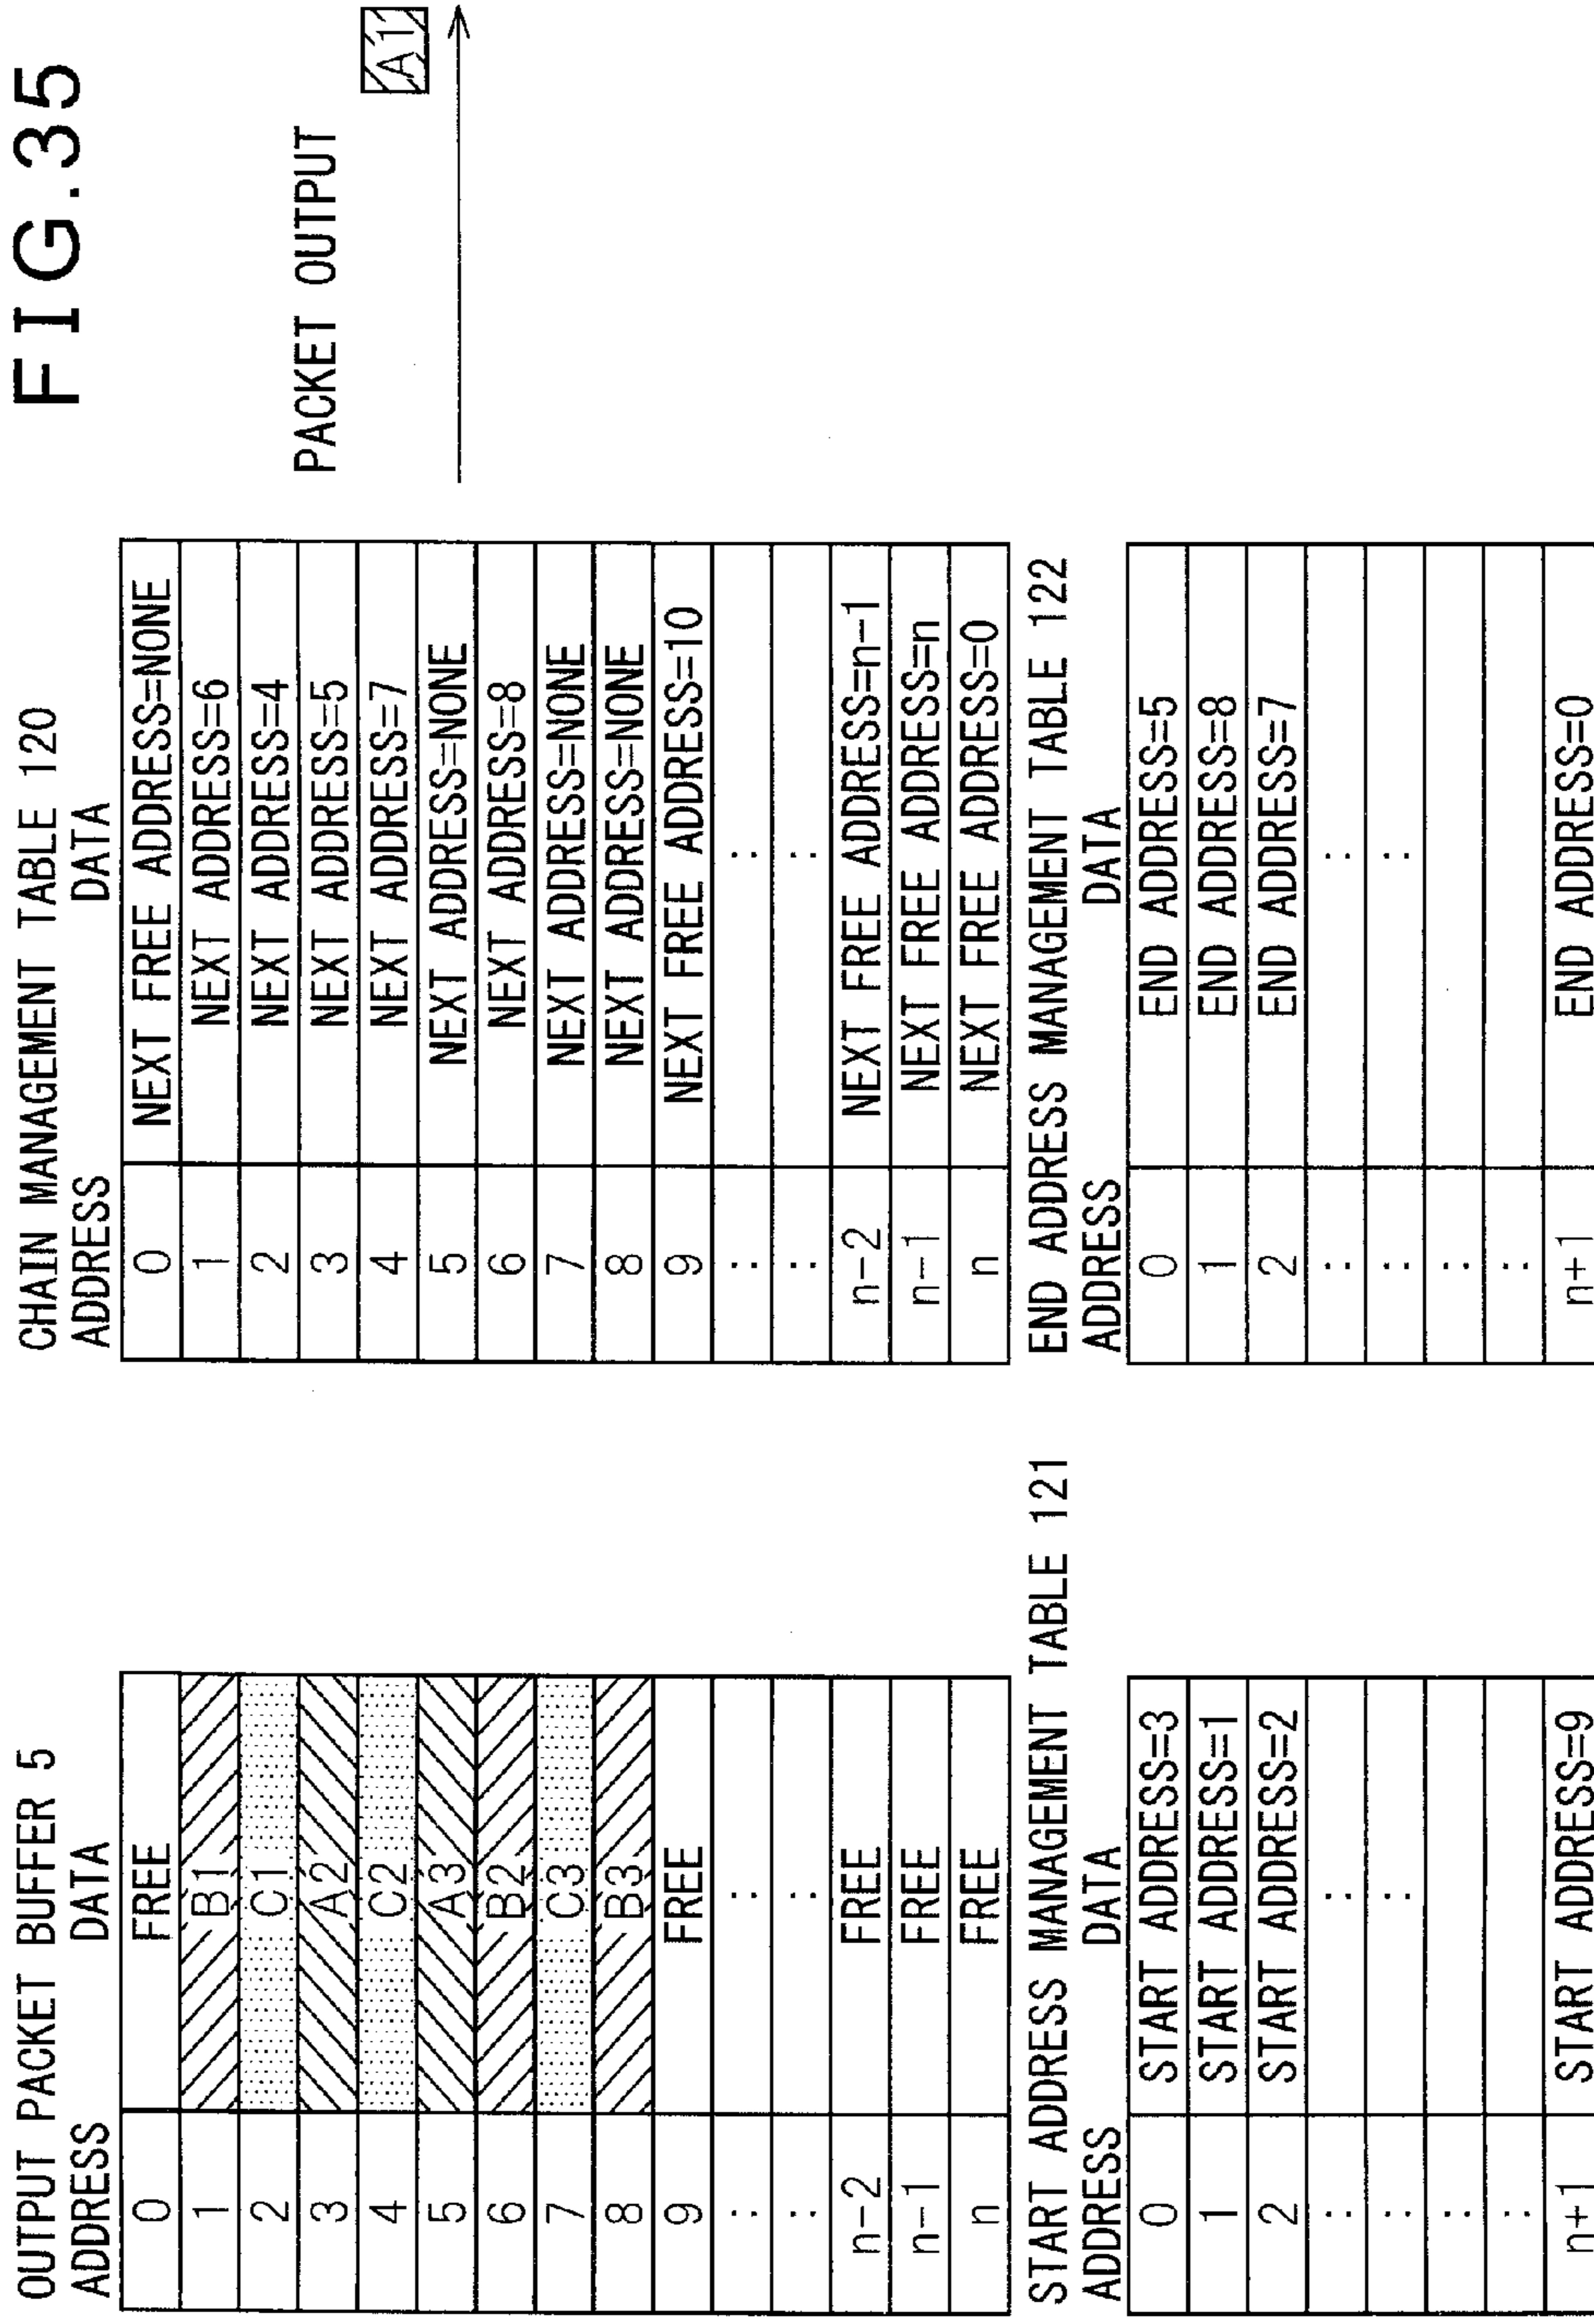 FIG.35
OUTPUT PACKET BUFFER 5
ADDRESS DATA
0 FREE
1 B1
2 C1
3 A2
4 C2
5 A3
6 B2
7 C3
8 B3
9 FREE
.. ..
.. ..
n-2 FREE
n-1 FREE
n FREE
CHAIN MANAGEMENT TABLE 120
ADDRESS DATA
0 NEXT FREE ADDRESS=NONE
1 NEXT ADDRESS=6
2 NEXT ADDRESS=4
3 NEXT ADDRESS=5
4 NEXT ADDRESS=7
5 NEXT ADDRESS=NONE
6 NEXT ADDRESS=8
7 NEXT ADDRESS=NONE
8 NEXT ADDRESS=NONE
9 NEXT FREE ADDRESS=10
.. ..
.. ..
n-2 NEXT FREE ADDRESS=n-1
n-1 NEXT FREE ADDRESS=n
n NEXT FREE ADDRESS=0
PACKET OUTPUT
A1
START ADDRESS MANAGEMENT TABLE 121
ADDRESS DATA
0 START ADDRESS=3
1 START ADDRESS=1
2 START ADDRESS=2
.. ..
.. ..
..
..
n+1 START ADDRESS=9
END ADDRESS MANAGEMENT TABLE 122
ADDRESS DATA
0 END ADDRESS=5
1 END ADDRESS=8
2 END ADDRESS=7
.. ..
.. ..
..
..
n+1 END ADDRESS=0